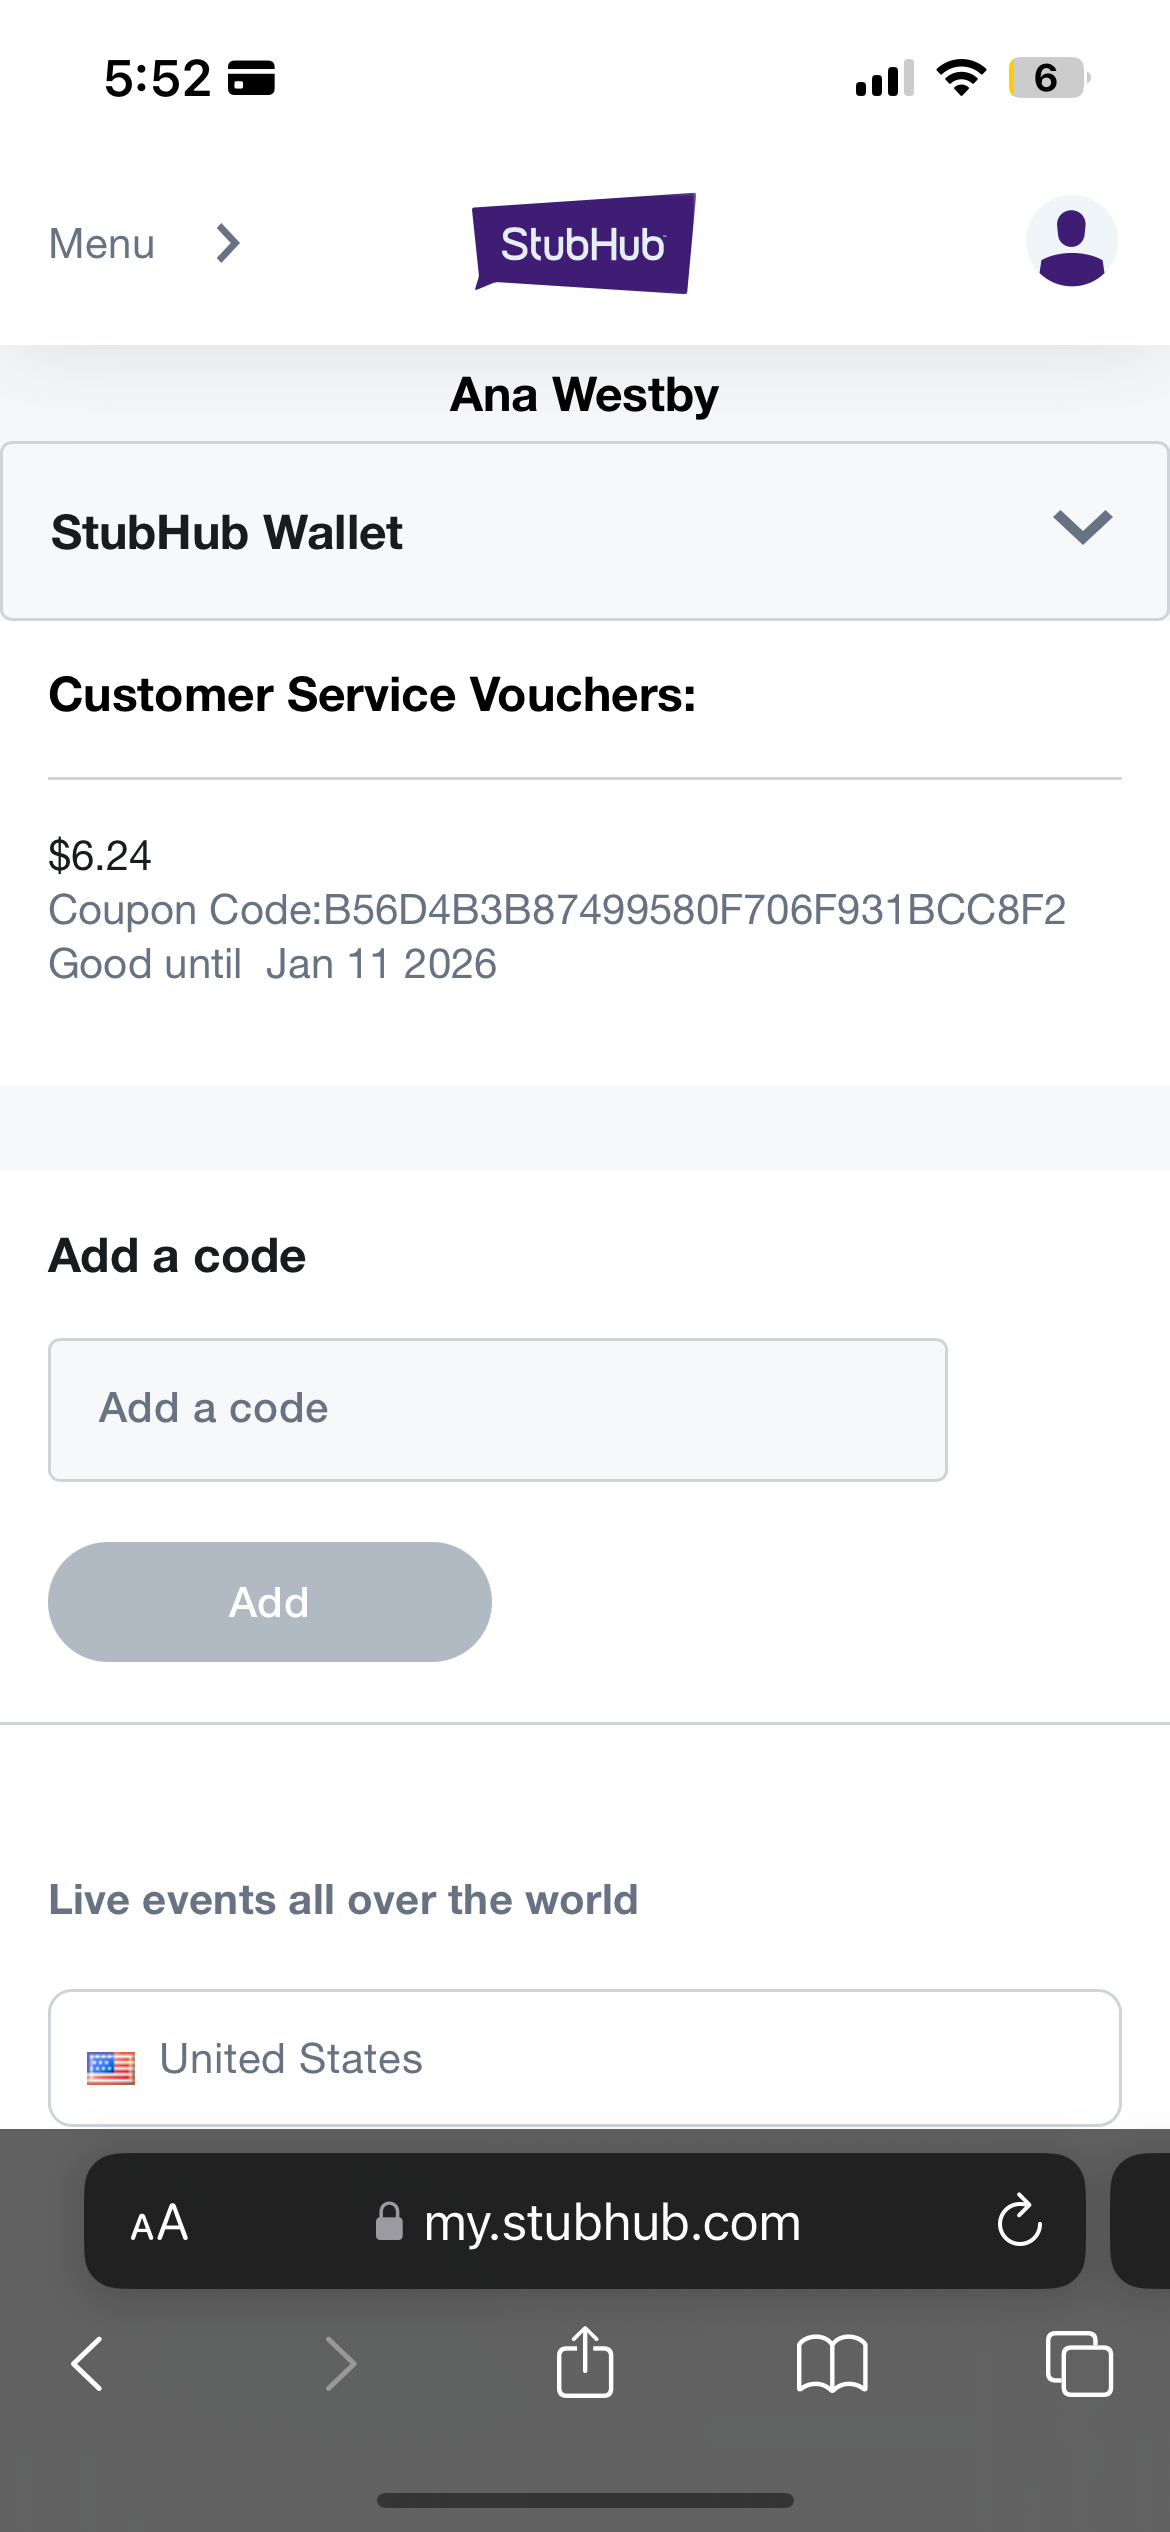 5:52
6
Menu
StubHub
Ana Westby
StubHub Wallet
Customer Service Vouchers:
$6.24
Coupon Code:B56D4B3B87499580F706F931BCC8F2
Good until  Jan 11 2026
Add a code
Add a code
Add
Live events all over the world
United States
AA
my.stubhub.com